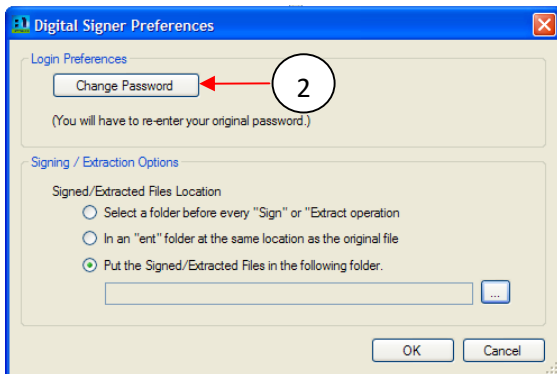 Digital Signer Preferences
Login Preferences
Change Password
2
(You will have to re-enter your original password.)
Signing / Extraction Options
Signed/Extracted Files Location
Select a folder before every "Sign" or "Extract operation
In an "ent" folder at the same location as the original file
Put the Signed/Extracted Files in the following folder.
...
OK
Cancel